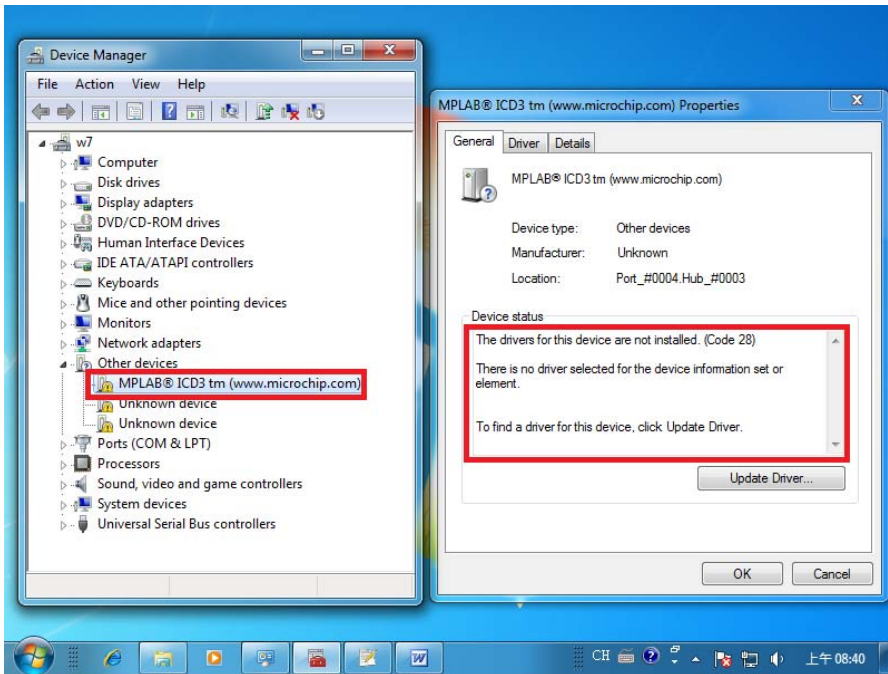 Device Manager
File Action View Help
w7
Computer
Disk drives
Display adapters
DVD/CD-ROM drives
Human Interface Devices
IDE ATA/ATAPI controllers
Keyboards
Mice and other pointing devices
Monitors
Network adapters
Other devices
MPLAB® ICD3 tm (www.microchip.com)
Unknown device
Unknown device
Ports (COM & LPT)
Processors
Sound, video and game controllers
System devices
Universal Serial Bus controllers
MPLAB® ICD3 tm (www.microchip.com) Properties
General Driver Details
MPLAB® ICD3 tm (www.microchip.com)
Device type: Other devices
Manufacturer: Unknown
Location: Port_#0004.Hub_#0003
Device status
The drivers for this device are not installed. (Code 28)
There is no driver selected for the device information set or
element.
To find a driver for this device, click Update Driver.
Update Driver...
OK Cancel
CH
上午 08:40